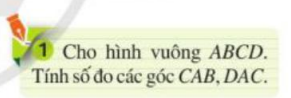 1 Cho hình vuông ABCD.
Tính số đo các góc CAB, DAC.